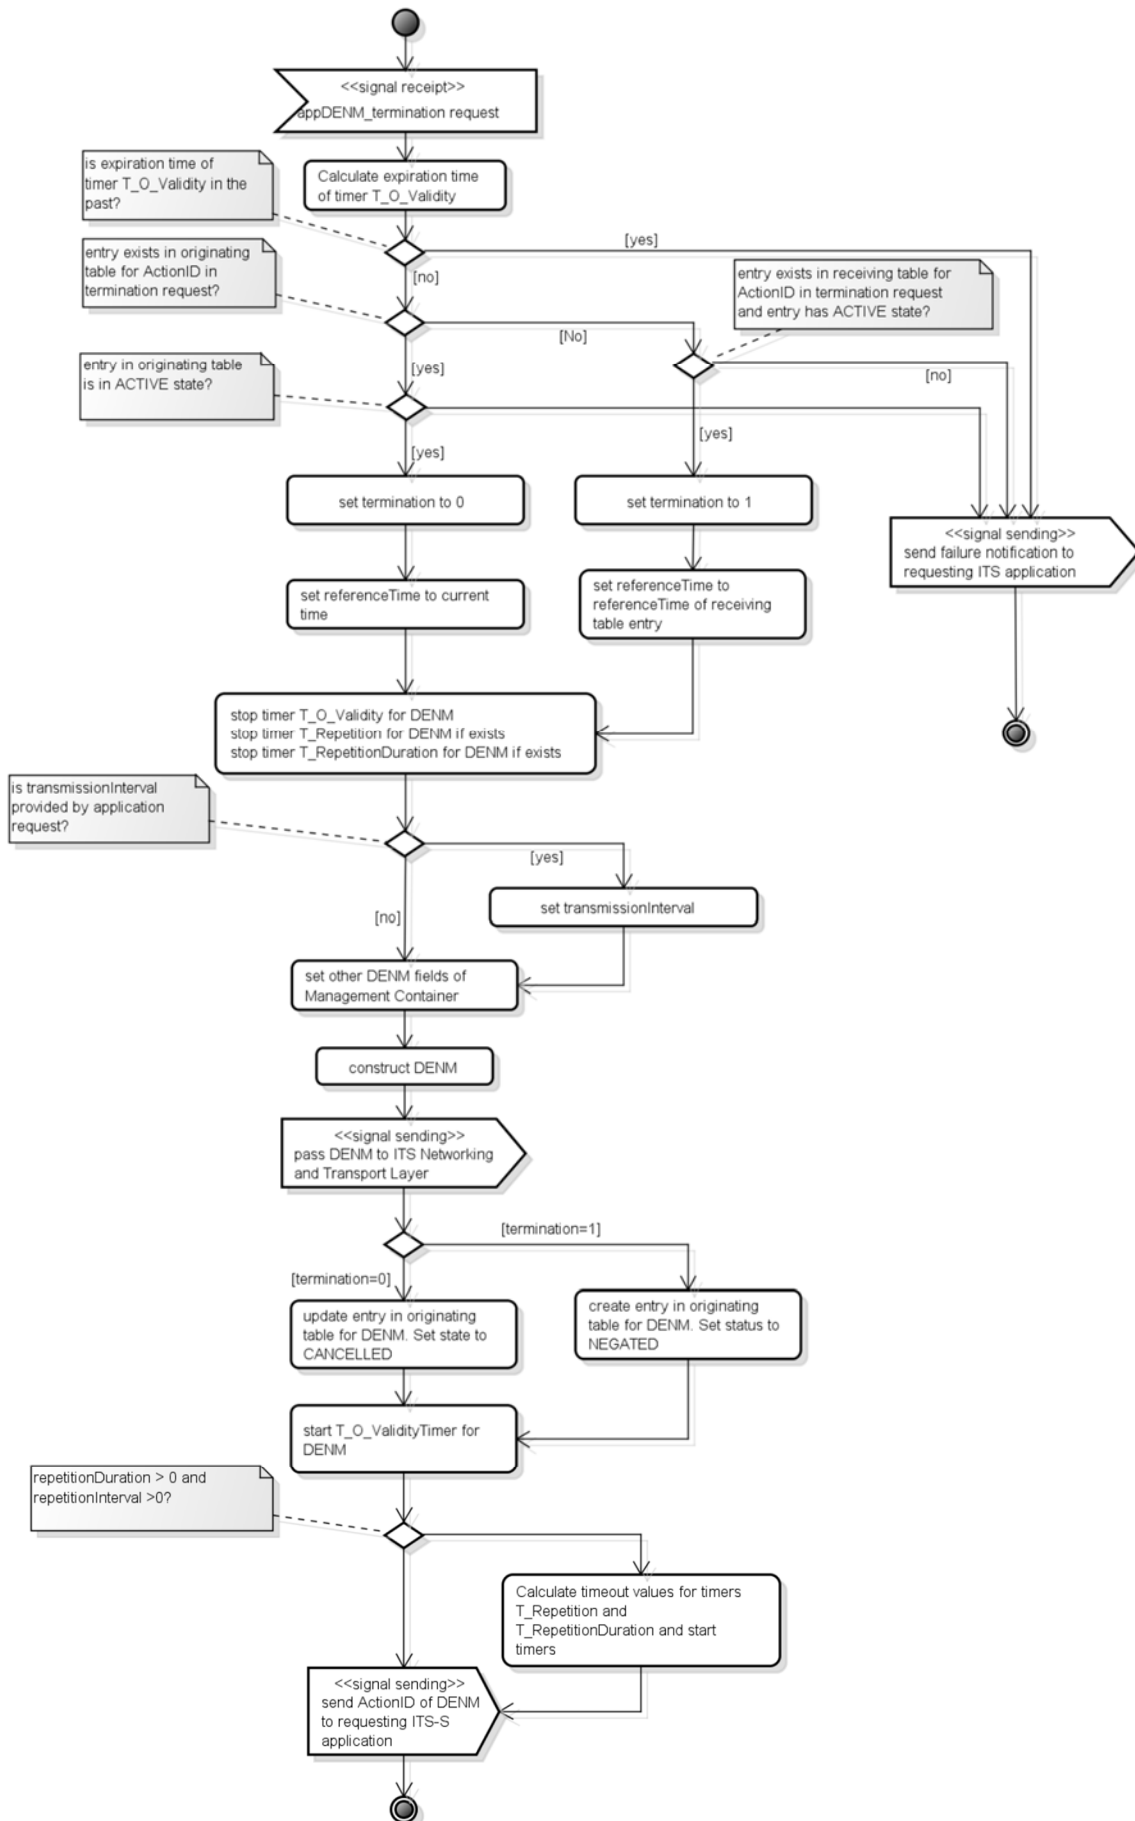 <<signal receipt>>
appDENM_termination request
is expiration time of
timer T_O_Validity in the
past?
Calculate expiration time
of timer T_O_Validity
[yes]
[no]
entry exists in originating
table for ActionID in
termination request?
entry exists in receiving table for
ActionID in termination request
and entry has ACTIVE state?
[No]
[yes]
[no]
entry in originating table
is in ACTIVE state?
[yes]
[yes]
set termination to 0
set termination to 1
<<signal sending>>
send failure notification to
requesting ITS application
set referenceTime to current
time
set referenceTime to
referenceTime of receiving
table entry
stop timer T_O_Validity for DENM
stop timer T_Repetition for DENM if exists
stop timer T_RepetitionDuration for DENM if exists
is transmissionInterval
provided by application
request?
[yes]
[no]
set transmissionInterval
set other DENM fields of
Management Container
construct DENM
<<signal sending>>
pass DENM to ITS Networking
and Transport Layer
[termination=1]
[termination=0]
update entry in originating
table for DENM. Set state to
CANCELLED
create entry in originating
table for DENM. Set status to
NEGATED
start T_O_ValidityTimer for
DENM
repetitionDuration > 0 and
repetitionInterval >0?
Calculate timeout values for timers
T_Repetition and
T_RepetitionDuration and start
timers
<<signal sending>>
send ActionID of DENM
to requesting ITS-S
application